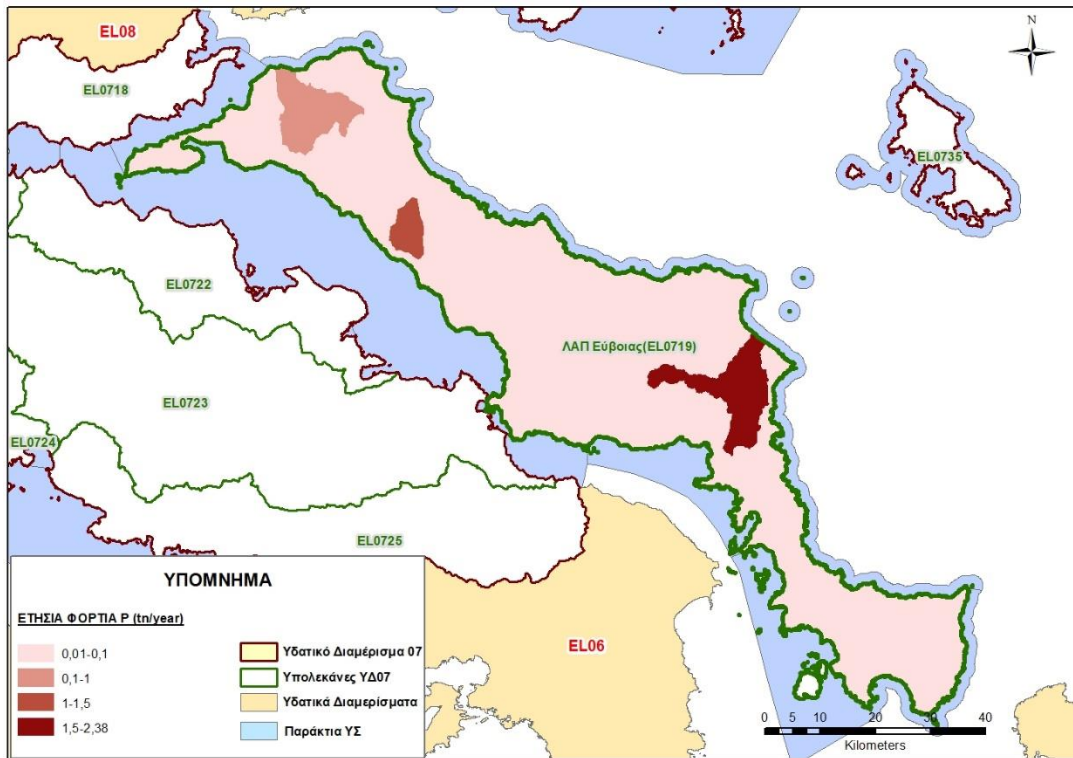 EL08
N
EL0718
EL0735
EL0722
ΛΑΠ Εύβοιας(EL0719)
EL0723
EL0724
EL0725
EL06
ΥΠΟΜΝΗΜΑ
ΕΤΗΣΙΑ ΦΟΡΤΙΑ P (tn/year)
0,01-0,1
0,1-1
1-1,5
1,5-2,38
Υδατικό Διαμέρισμα 07
Υπολεκάνες ΥΔ07
Υδατικά Διαμερίσματα
Παράκτια ΥΣ
0 5 10 20 30 40
Kilometers